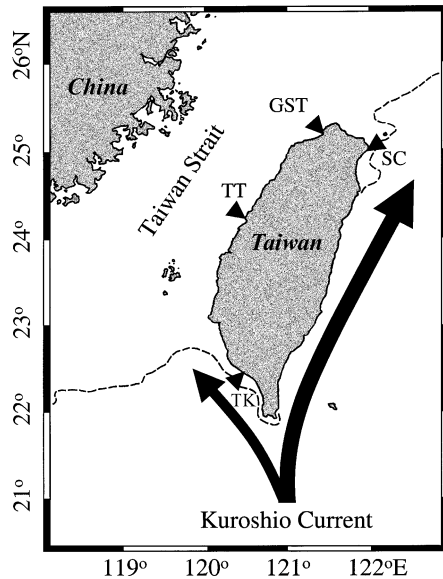 26°N
25°
24°
23°
22°
21°
China
Taiwan Strait
GST
SC
TT
Taiwan
TK
Kuroshio Current
119° 120° 121° 122°E